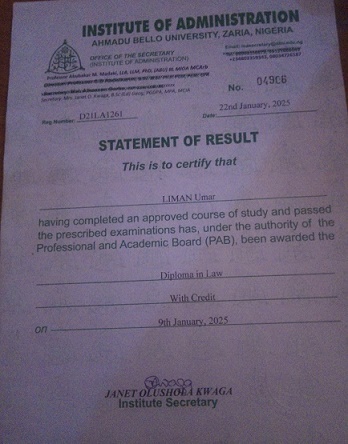 INSTITUTE OF ADMINISTRATION
AHMADU BELLO UNIVERSITY, ZARIA, NIGERIA
OFFICE OF THE SECRETARY
(INSTITUTE OF ADMINISTRATION)
No: 04906
Reg Number: D21LA1261
Date: 22nd January, 2025
STATEMENT OF RESULT
This is to certify that
LIMAN Umar
having completed an approved course of study and passed
the prescribed examinations has, under the authority of the
Professional and Academic Board (PAB), been awarded the
Diploma in Law
With Credit
on 9th January, 2025
JANET OLUSHOLA KWAGA
Institute Secretary